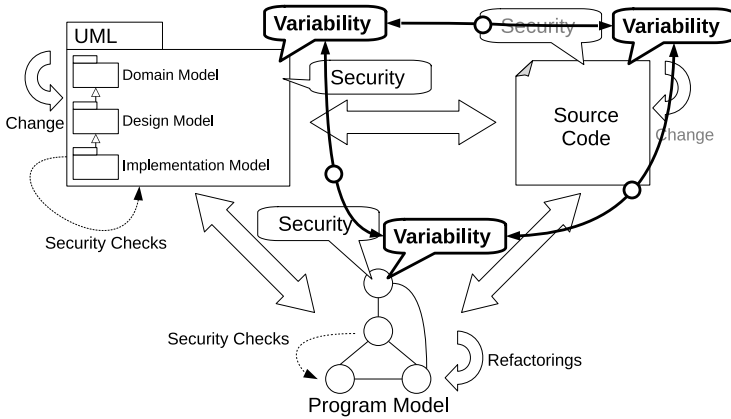 Variability
Security
Variability
UML
Domain Model
Security
Change
Design Model
Source
Code
Change
Implementation Model
Security
Variability
Security Checks
Security Checks
Refactorings
Program Model